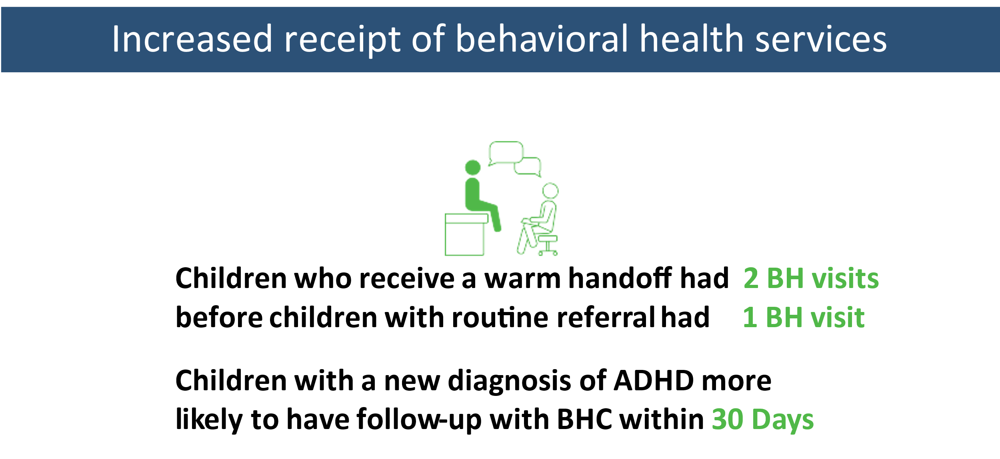 Increased receipt of behavioral health services
Children who receive a warm handoff had 2 BH visits
before children with routine referral had 1 BH visit
Children with a new diagnosis of ADHD more
likely to have follow-up with BHC within 30 Days